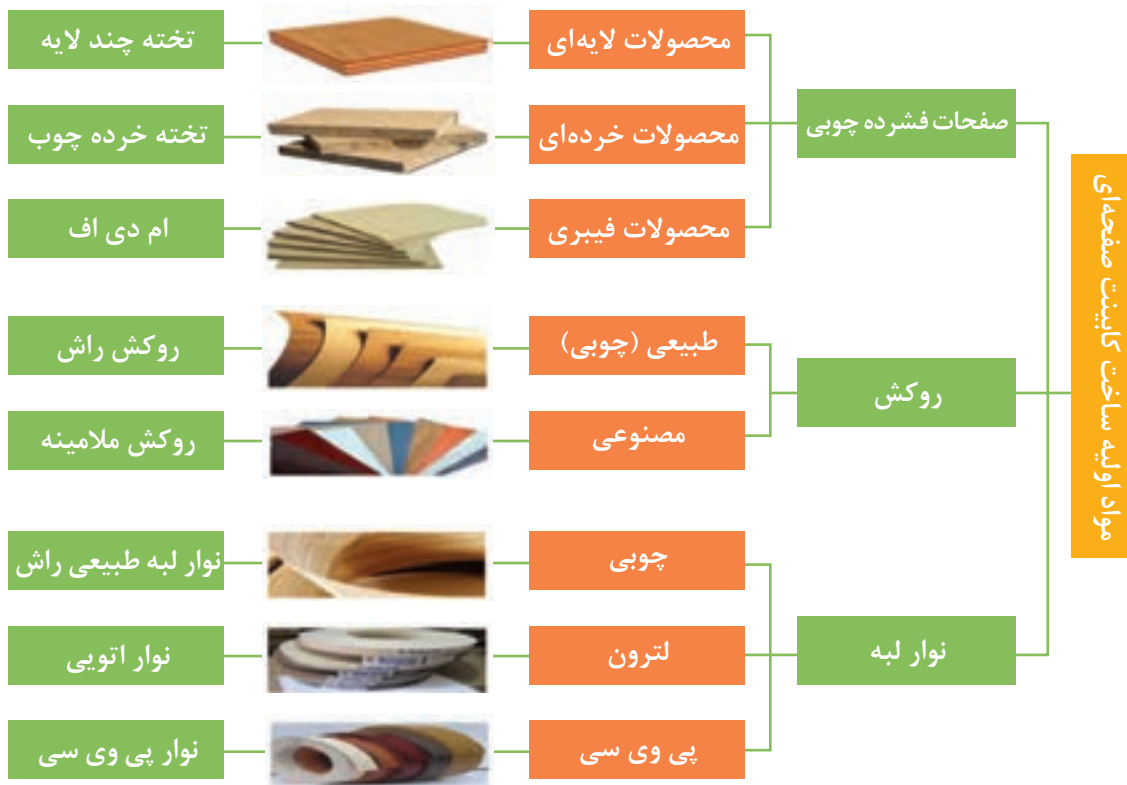 مواد اولیه ساخت کابینت صفحه‌ای
صفحات فشرده چوبی
محصولات لایه‌ای
تخته چند لایه
محصولات خرده‌ای
تخته خرده چوب
محصولات فیبری
ام دی اف
روکش
طبیعی (چوبی)
روکش راش
مصنوعی
روکش ملامینه
نوار لبه
چوبی
نوار لبه طبیعی راش
لترون
نوار اتویی
پی وی سی
نوار پی وی سی